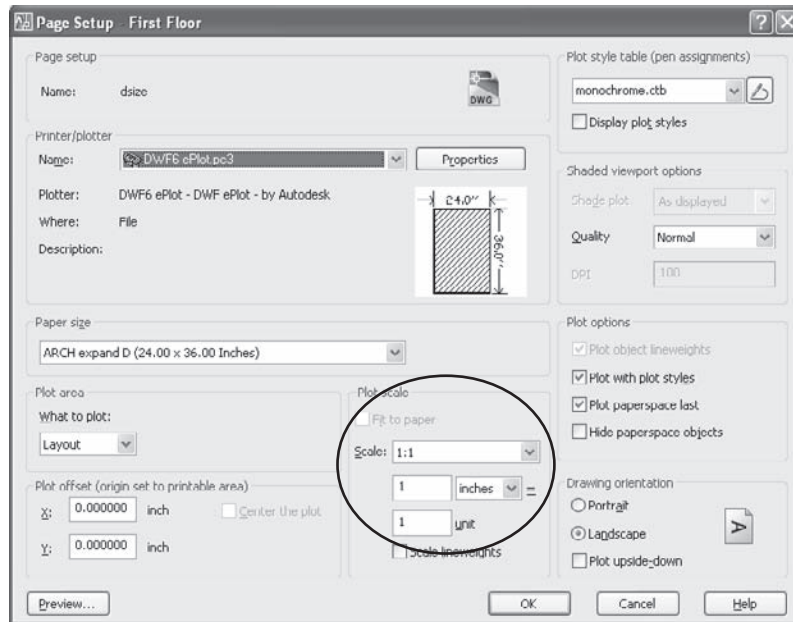 Page Setup - First Floor
Page setup
Name: dsize
DWG
Printer/plotter
Name: DWF6 ePlot.pc3
Properties
Plotter: DWF6 ePlot - DWF ePlot - by Autodesk
Where: File
Description:
24.0″
36.0″
Paper size
ARCH expand D (24.00 x 36.00 Inches)
Plot area
What to plot:
Layout
Plot offset (origin set to printable area)
X: 0.000000 inch
Center the plot
Y: 0.000000 inch
Plot scale
Fit to paper
Scale: 1:1
1 inches =
1 unit
Scale lineweights
Plot style table (pen assignments)
monochrome.ctb
Display plot styles
Shaded viewport options
Shade plot As displayed
Quality Normal
DPI 100
Plot options
Plot object lineweights
Plot with plot styles
Plot paperspace last
Hide paperspace objects
Drawing orientation
Portrait
Landscape
Plot upside-down
A
Preview...
OK
Cancel
Help